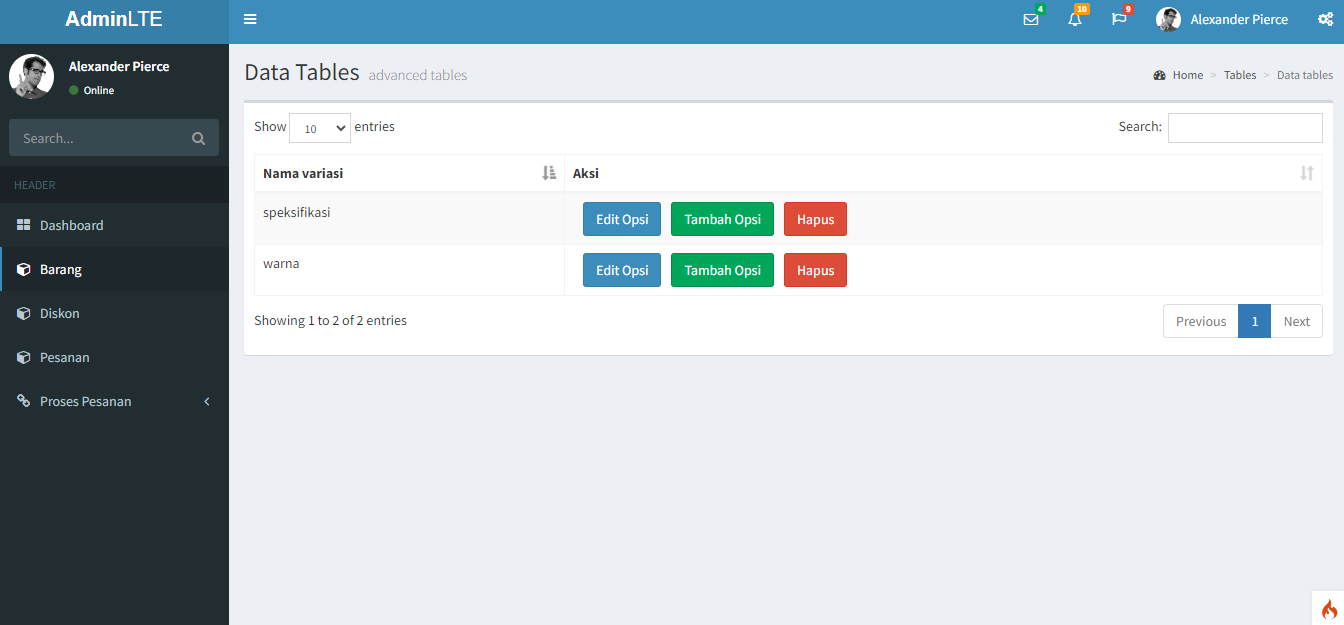 AdminLTE
4
10
9
Alexander Pierce
Alexander Pierce
Online
Search...
HEADER
Dashboard
Barang
Diskon
Pesanan
Proses Pesanan
Data Tables advanced tables
Home > Tables > Data tables
Show 10 entries
Search:
Nama variasi Aksi
speksifikasi Edit Opsi Tambah Opsi Hapus
warna Edit Opsi Tambah Opsi Hapus
Showing 1 to 2 of 2 entries
Previous 1 Next